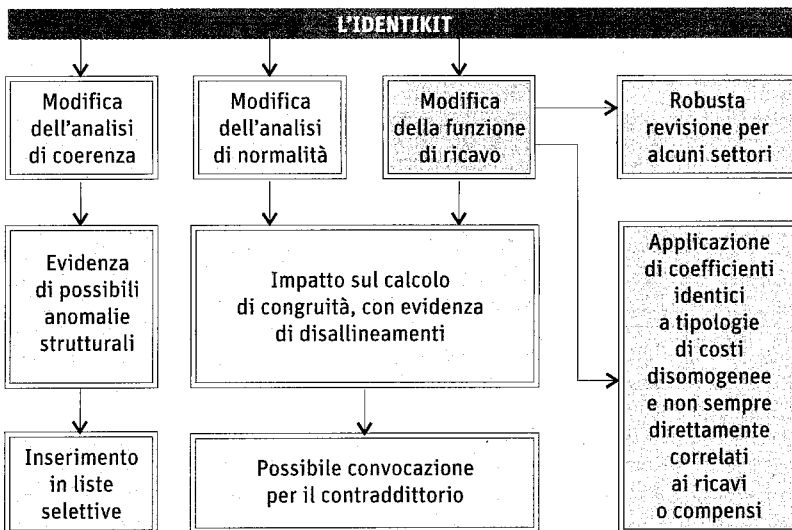 L'IDENTIKIT
Modifica
dell'analisi
di coerenza
Modifica
dell'analisi
di normalità
Modifica
della funzione
di ricavo
Robusta
revisione per
alcuni settori
Evidenza
di possibili
anomalie
strutturali
Impatto sul calcolo
di congruità, con evidenza
di disallineamenti
Applicazione
di coefficienti
identici
a tipologie
di costi
disomogenee
e non sempre
direttamente
correlati
ai ricavi
o compensi
Inserimento
in liste
selettive
Possibile convocazione
per il contraddittorio